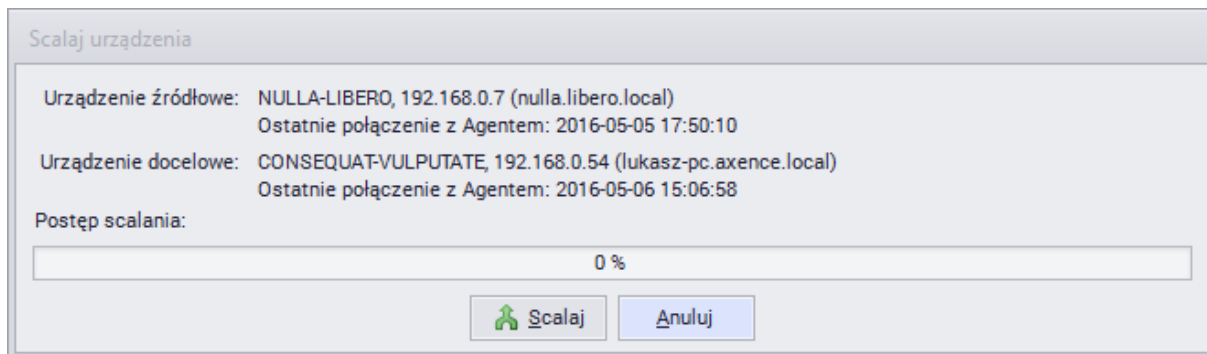 Scalaj urządzenia
Urządzenie źródłowe: NULLA-LIBERO, 192.168.0.7 (nulla.libero.local)
Ostatnie połączenie z Agentem: 2016-05-05 17:50:10
Urządzenie docelowe: CONSEQUAT-VULPUTATE, 192.168.0.54 (lukasz-pc.axence.local)
Ostatnie połączenie z Agentem: 2016-05-06 15:06:58
Postęp scalania:
0 %
Scalaj Anuluj